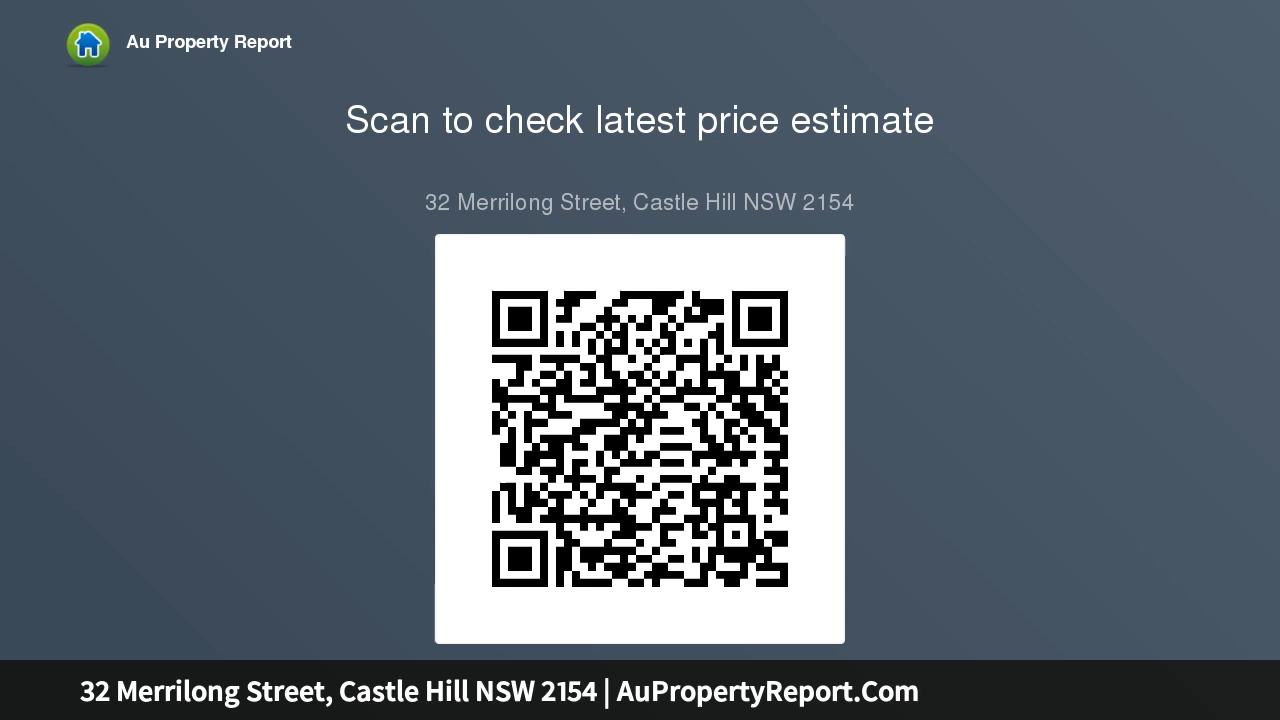 Au Property Report
Scan to check latest price estimate
32 Merrilong Street, Castle Hill NSW 2154
32 Merrilong Street, Castle Hill NSW 2154 | AuPropertyReport.Com